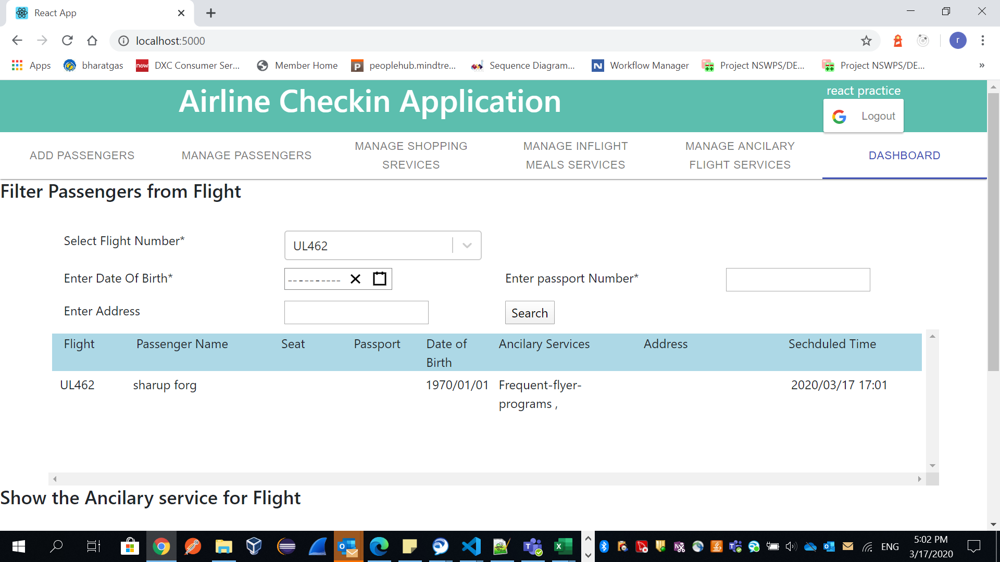 React App
localhost:5000
Apps bharatgas DXC Consumer Ser... Member Home peoplehub.mindtre... Sequence Diagram... Workflow Manager Project NSWPS/DE... Project NSWPS/DE... »
Airline Checkin Application
react practice
Logout
ADD PASSENGERS
MANAGE PASSENGERS
MANAGE SHOPPING
SREVICES
MANAGE INFLIGHT
MEALS SERVICES
MANAGE ANCILARY
FLIGHT SERVICES
DASHBOARD
Filter Passengers from Flight
Select Flight Number*
UL462
Enter Date Of Birth*
----------
Enter passport Number*
Enter Address
Search
Flight
Passenger Name
Seat
Passport
Date of
Birth
Ancilary Services
Address
Sechduled Time
UL462
sharup forg
1970/01/01
Frequent-flyer-
programs ,
2020/03/17 17:01
Show the Ancilary service for Flight
ENG
5:02 PM
3/17/2020